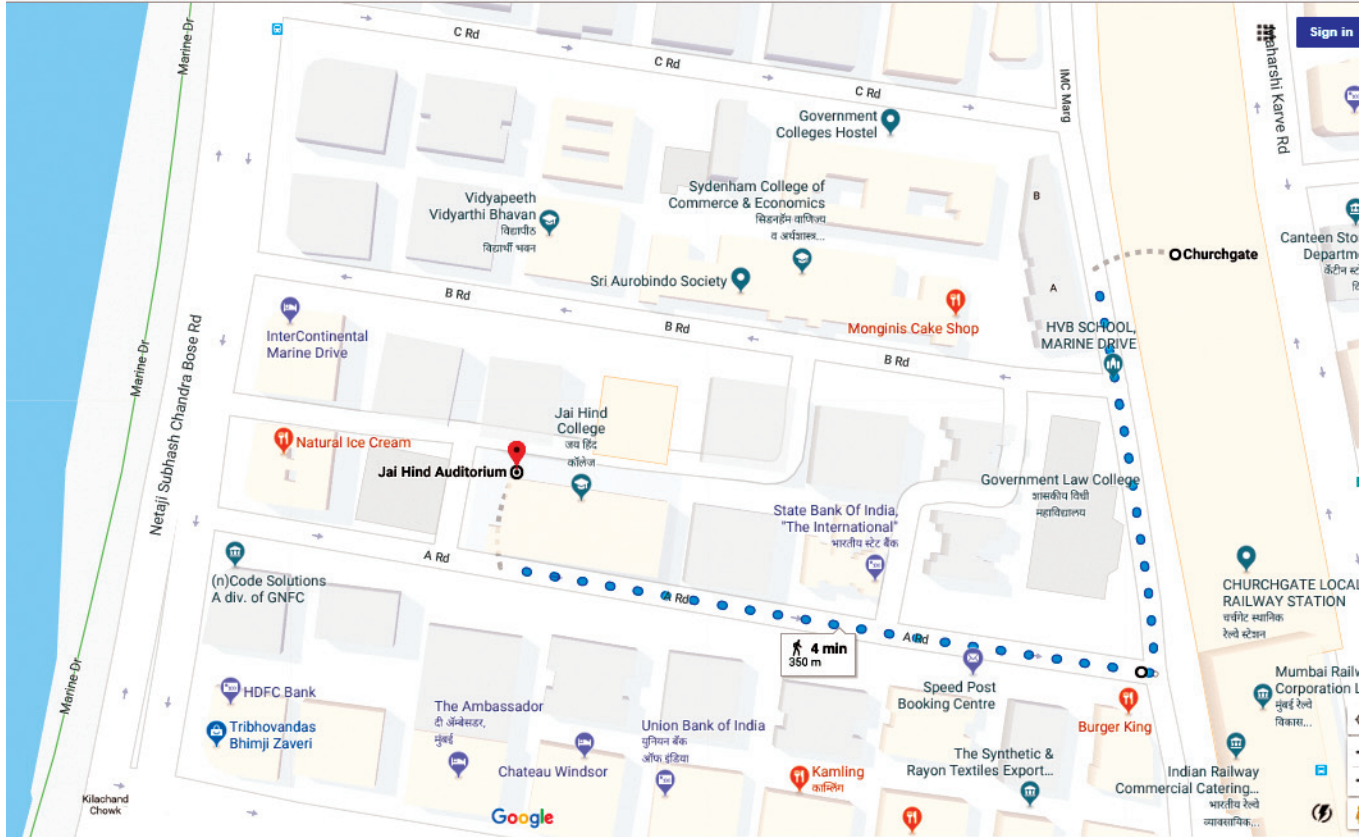 Marine-Dr
C Rd
C Rd
C Rd
IMC Marg
Maharshi Karve Rd
Sign in
Government
Colleges Hostel
Vidyapeeth
Vidyarthi Bhavan
विद्यापीठ
विद्यार्थी भवन
Sydenham College of
Commerce & Economics
सिडनहॅम वाणिज्य
व अर्थशास्त्र...
B
A
Churchgate
Canteen Sto
Departme
Sri Aurobindo Society
B Rd
B Rd
B Rd
Monginis Cake Shop
HVB SCHOOL,
MARINE DRIVE
InterContinental
Marine Drive
Marine-Dr
Netaji Subhash Chandra Bose Rd
Jai Hind
College
जय हिंद
कॉलेज
Natural Ice Cream
Jai Hind Auditorium
Government Law College
शासकीय विधी
महाविद्यालय
State Bank Of India,
"The International"
भारतीय स्टेट बैंक
A Rd
A Rd
A Rd
(n)Code Solutions
A div. of GNFC
CHURCHGATE LOCAL
RAILWAY STATION
चर्चगेट स्थानिक
रेल्वे स्टेशन
4 min
350 m
Marine-Dr
HDFC Bank
Tribhovandas
Bhimji Zaveri
The Ambassador
दी ॲम्बेसडर,
मुंबई
Chateau Windsor
Union Bank of India
युनियन बँक
ऑफ इंडिया
Speed Post
Booking Centre
Burger King
Mumbai Railw
Corporation L
मुंबई रेल्वे
विकास...
The Synthetic &
Rayon Textiles Export...
Kamling
काम्लिंग
Indian Railway
Commercial Catering...
भारतीय रेल्वे
व्यावसायिक...
Kilachand
Chowk
Google